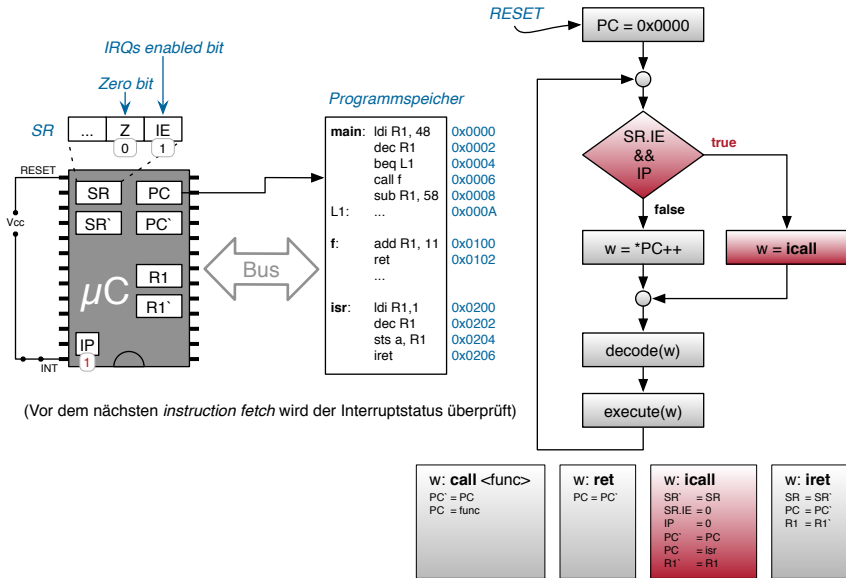 IRQs enabled bit
Zero bit
SR
... Z IE
0 1
RESET
Vcc
INT
SR PC
SR` PC`
R1
R1`
µC
IP
1
Bus
Programmspeicher
main: ldi R1, 48 0x0000
dec R1 0x0002
beq L1 0x0004
call f 0x0006
sub R1, 58 0x0008
L1: ... 0x000A
f: add R1, 11 0x0100
ret 0x0102
...
isr: ldi R1,1 0x0200
dec R1 0x0202
sts a, R1 0x0204
iret 0x0206
(Vor dem nächsten instruction fetch wird der Interruptstatus überprüft)
RESET
PC = 0x0000
SR.IE
&&
IP
true
false
w = *PC++
w = icall
decode(w)
execute(w)
w: call <func>
PC` = PC
PC = func
w: ret
PC = PC`
w: icall
SR` = SR
SR.IE = 0
IP = 0
PC` = PC
PC = isr
R1` = R1
w: iret
SR = SR`
PC = PC`
R1 = R1`